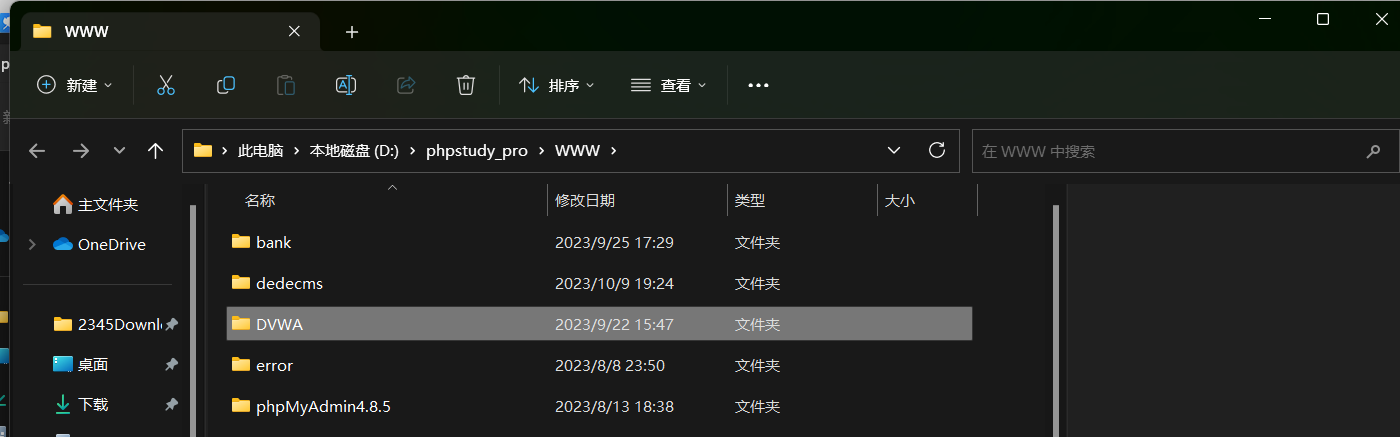 WWW
新建
排序
查看
此电脑 本地磁盘 (D:) phpstudy_pro WWW
在 WWW 中搜索
主文件夹
OneDrive
2345Downl
桌面
下载
名称 修改日期 类型 大小
bank 2023/9/25 17:29 文件夹
dedecms 2023/10/9 19:24 文件夹
DVWA 2023/9/22 15:47 文件夹
error 2023/8/8 23:50 文件夹
phpMyAdmin4.8.5 2023/8/13 18:38 文件夹